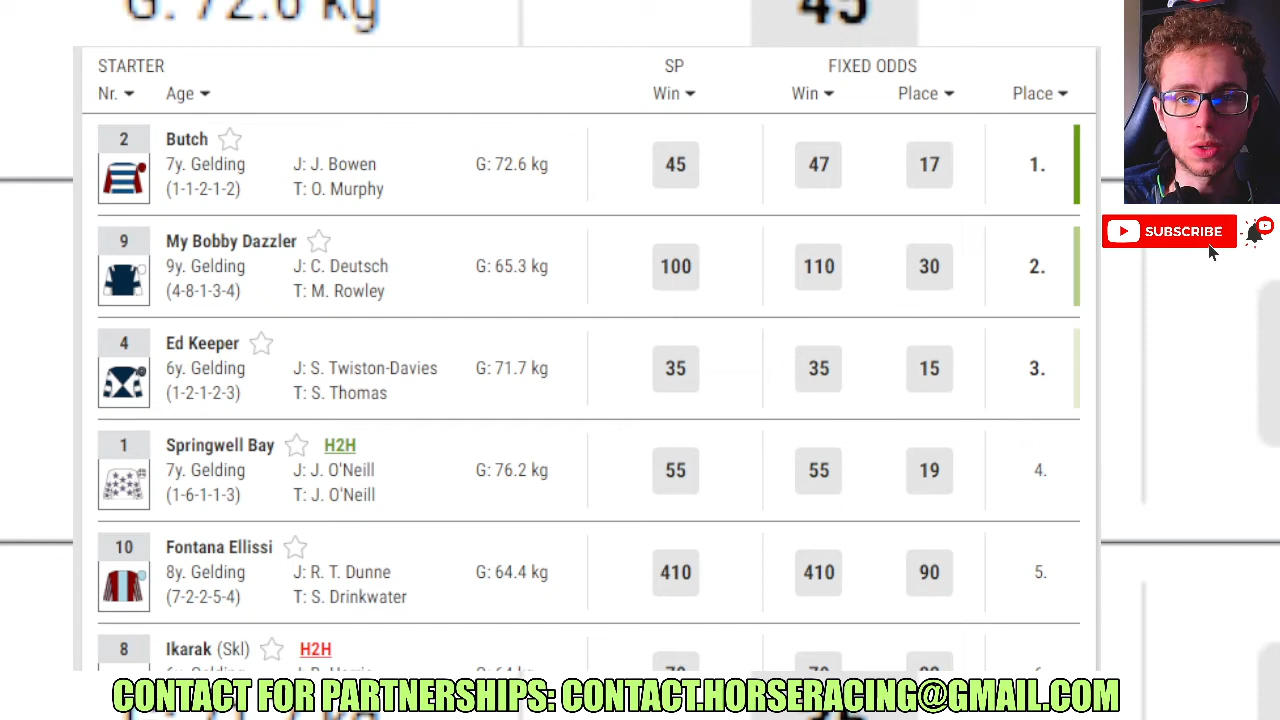 G: 72.6 kg
45
STARTER SP FIXED ODDS
Nr. Age Win Win Place Place
2 Butch
7y. Gelding J: J. Bowen G: 72.6 kg 45 47 17 1.
(1-1-2-1-2) T: O. Murphy
SUBSCRIBE
9 My Bobby Dazzler
9y. Gelding J: C. Deutsch G: 65.3 kg 100 110 30 2.
(4-8-1-3-4) T: M. Rowley
4 Ed Keeper
6y. Gelding J: S. Twiston-Davies G: 71.7 kg 35 35 15 3.
(1-2-1-2-3) T: S. Thomas
1 Springwell Bay H2H
7y. Gelding J: J. O'Neill G: 76.2 kg 55 55 19 4.
(1-6-1-1-3) T: J. O'Neill
10 Fontana Ellissi
8y. Gelding J: R. T. Dunne G: 64.4 kg 410 410 90 5.
(7-2-2-5-4) T: S. Drinkwater
8 Ikarak (Skl) H2H
CONTACT FOR PARTNERSHIPS: CONTACT.HORSERACING@GMAIL.COM